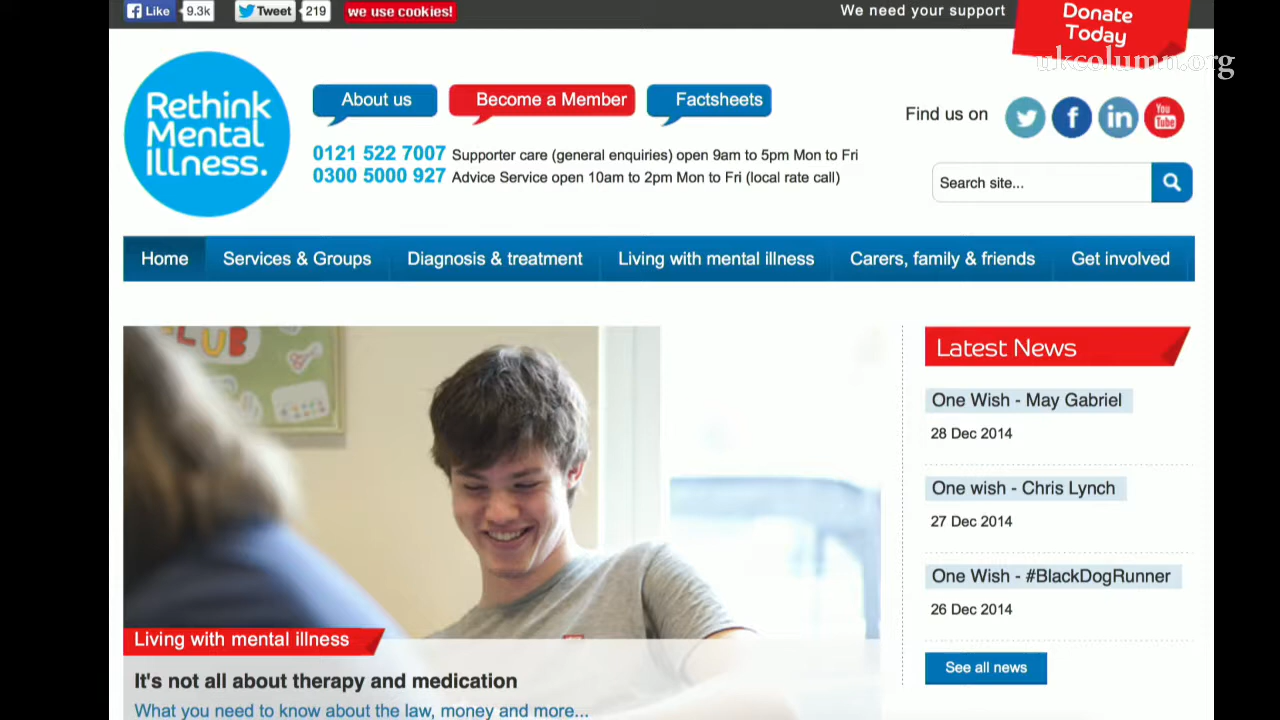 Like 9.3k Tweet 219 we use cookies! We need your support
Donate
Today
ukcolumn.org
Rethink
Mental
Illness.
About us Become a Member Factsheets
Find us on
You
Tube
0121 522 7007 Supporter care (general enquiries) open 9am to 5pm Mon to Fri
0300 5000 927 Advice Service open 10am to 2pm Mon to Fri (local rate call)
Search site...
Home Services & Groups Diagnosis & treatment Living with mental illness Carers, family & friends Get involved
LUB
Latest News
One Wish - May Gabriel
28 Dec 2014
One wish - Chris Lynch
27 Dec 2014
One Wish - #BlackDogRunner
26 Dec 2014
See all news
Living with mental illness
It's not all about therapy and medication
What you need to know about the law, money and more...